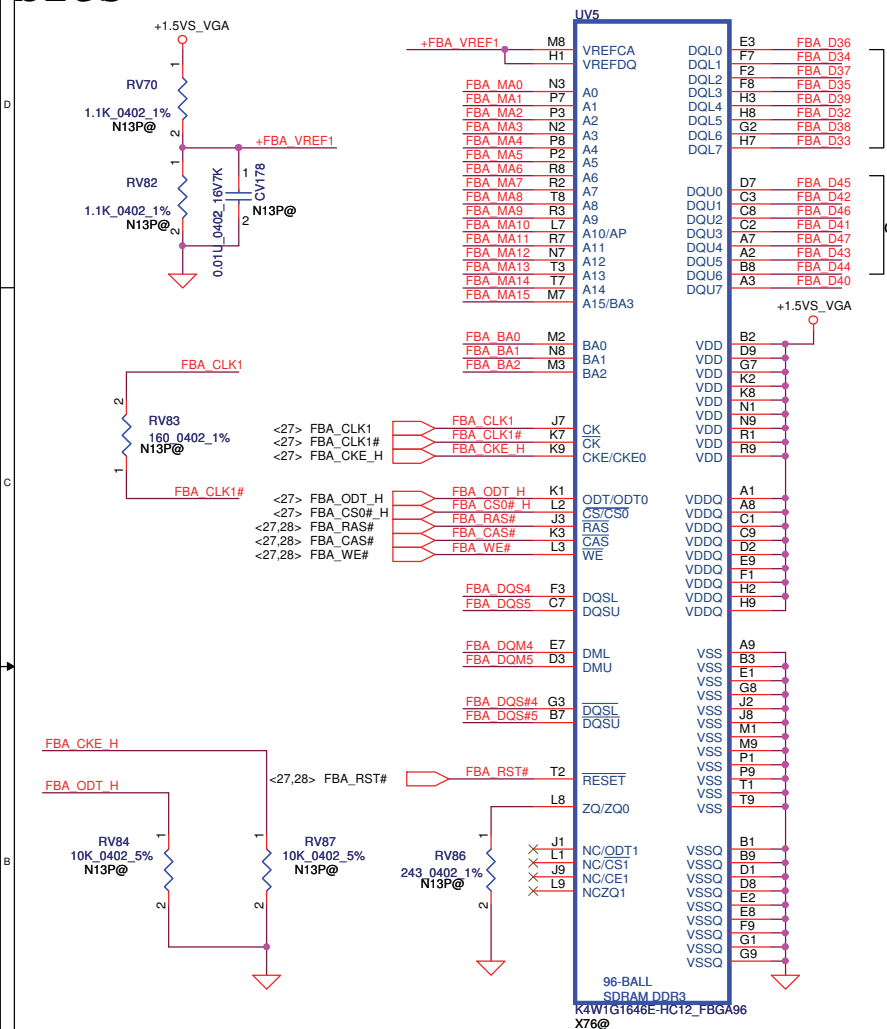 +1.5VS_VGA
RV70
1.1K_0402_1%
N13P@
1
2
+FBA_VREF1
RV82
1.1K_0402_1%
N13P@
1
2
1
2
0.01U_0402_16V7K
CV178
N13P@
D
C
B
FBA_CLK1
2
RV83
160_0402_1%
N13P@
1
FBA_CLK1#
FBA_CKE_H
FBA_ODT_H
1
RV84
10K_0402_5%
N13P@
2
1
RV87
10K_0402_5%
N13P@
2
1
RV86
243_0402_1%
N13P@
2
UV5
+FBA_VREF1 M8 VREFCA
H1 VREFDQ
FBA_MA0 N3 A0
FBA_MA1 P7 A1
FBA_MA2 P3 A2
FBA_MA3 N2 A3
FBA_MA4 P8 A4
FBA_MA5 P2 A5
FBA_MA6 R8 A6
FBA_MA7 R2 A7
FBA_MA8 T8 A8
FBA_MA9 R3 A9
FBA_MA10 L7 A10/AP
FBA_MA11 R7 A11
FBA_MA12 N7 A12
FBA_MA13 T3 A13
FBA_MA14 T7 A14
FBA_MA15 M7 A15/BA3
FBA_BA0 M2 BA0
FBA_BA1 N8 BA1
FBA_BA2 M3 BA2
<27> FBA_CLK1 FBA_CLK1 J7 CK
<27> FBA_CLK1# FBA_CLK1# K7 CK
<27> FBA_CKE_H FBA_CKE_H K9 CKE/CKE0
<27> FBA_ODT_H FBA_ODT_H K1 ODT/ODT0
<27> FBA_CS0#_H FBA_CS0#_H L2 CS/CS0
<27,28> FBA_RAS# FBA_RAS# J3 RAS
<27,28> FBA_CAS# FBA_CAS# K3 CAS
<27,28> FBA_WE# FBA_WE# L3 WE
FBA_DQS4 F3 DQSL
FBA_DQS5 C7 DQSU
FBA_DQM4 E7 DML
FBA_DQM5 D3 DMU
FBA_DQS#4 G3 DQSL
FBA_DQS#5 B7 DQSU
<27,28> FBA_RST# FBA_RST# T2 RESET
L8 ZQ/ZQ0
J1 NC/ODT1
L1 NC/CS1
J9 NC/CE1
L9 NCZQ1
DQL0 E3 FBA_D36
DQL1 F7 FBA_D34
DQL2 F2 FBA_D37
DQL3 F8 FBA_D35
DQL4 H3 FBA_D39
DQL5 H8 FBA_D32
DQL6 G2 FBA_D38
DQL7 H7 FBA_D33
DQU0 D7 FBA_D45
DQU1 C3 FBA_D42
DQU2 C8 FBA_D46
DQU3 C2 FBA_D41
DQU4 A7 FBA_D47
DQU5 A2 FBA_D43
DQU6 B8 FBA_D44
DQU7 A3 FBA_D40
+1.5VS_VGA
VDD B2
VDD D9
VDD G7
VDD K2
VDD K8
VDD N1
VDD N9
VDD R1
VDD R9
VDDQ A1
VDDQ A8
VDDQ C1
VDDQ C9
VDDQ D2
VDDQ E9
VDDQ F1
VDDQ H2
VDDQ H9
VSS A9
VSS B3
VSS E1
VSS G8
VSS J2
VSS J8
VSS M1
VSS M9
VSS P1
VSS P9
VSS T1
VSS T9
VSSQ B1
VSSQ B9
VSSQ D1
VSSQ D8
VSSQ E2
VSSQ E8
VSSQ F9
VSSQ G1
VSSQ G9
96-BALL
SDRAM DDR3
K4W1G1646E-HC12_FBGA96
X76@